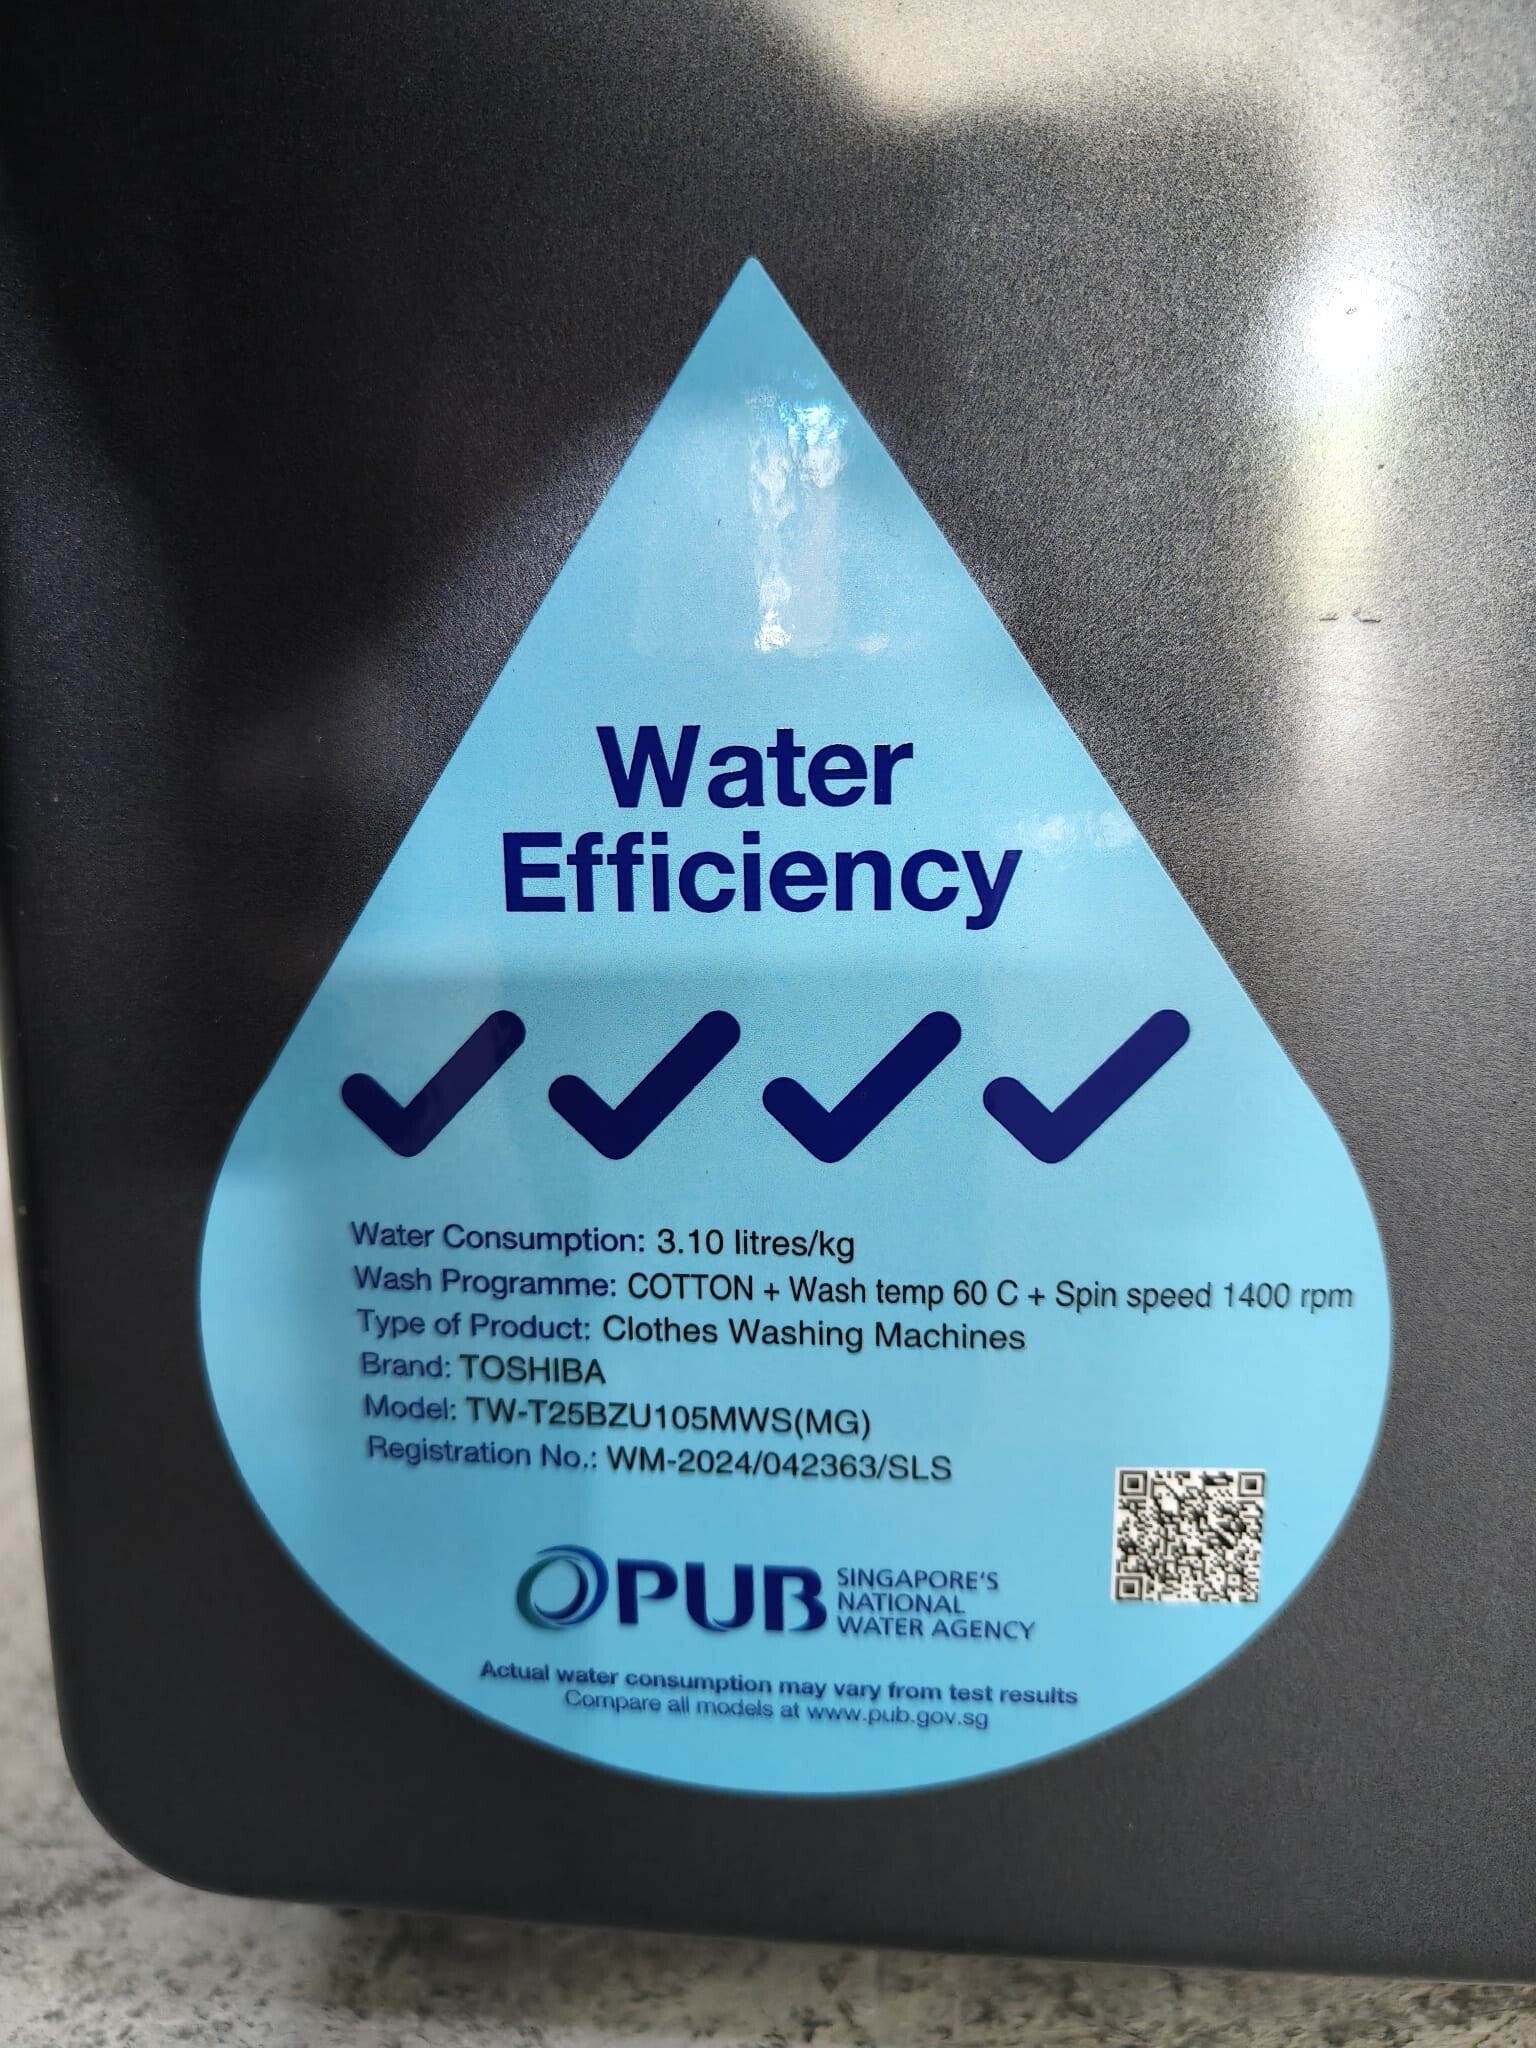 Water
Efficiency
Water Consumption: 3.10 litres/kg
Wash Programme: COTTON + Wash temp 60 C + Spin speed 1400 rpm
Type of Product: Clothes Washing Machines
Brand: TOSHIBA
Model: TW-T25BZU105MWS(MG)
Registration No.: WM-2024/042363/SLS
PUB SINGAPORE'S
NATIONAL
WATER AGENCY
Actual water consumption may vary from test results
Compare all models at www.pub.gov.sg